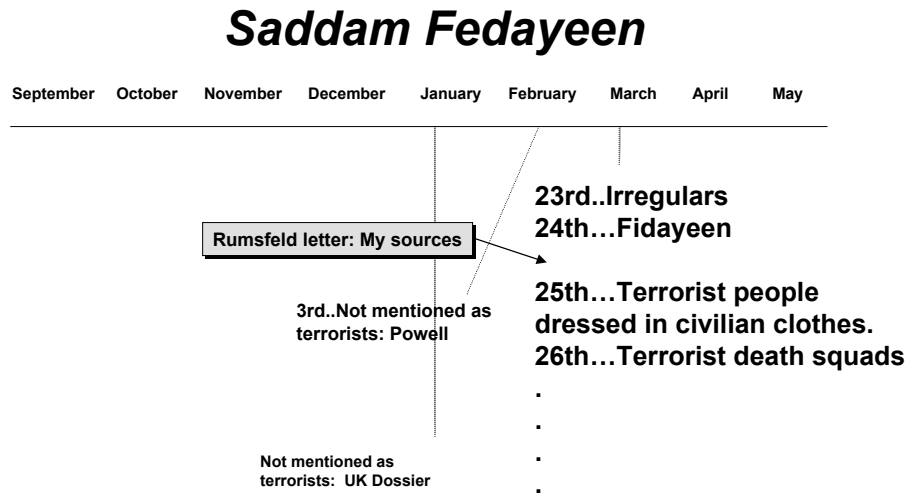 Saddam Fedayeen
September October November December January February March April May
23rd..Irregulars
24th…Fidayeen
Rumsfeld letter: My sources
25th…Terrorist people
dressed in civilian clothes.
26th…Terrorist death squads
.
.
.
.
3rd..Not mentioned as
terrorists: Powell
Not mentioned as
terrorists: UK Dossier